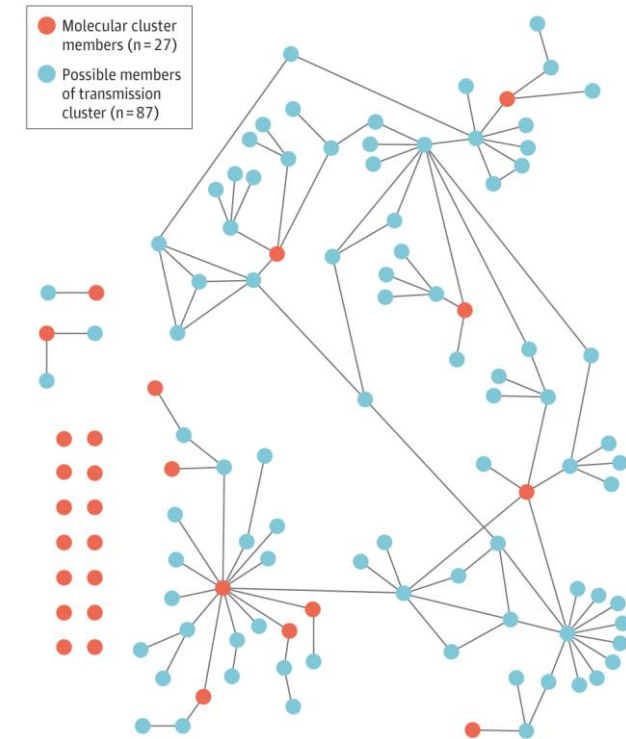 Molecular cluster
members (n=27)
Possible members
of transmission
cluster (n=87)